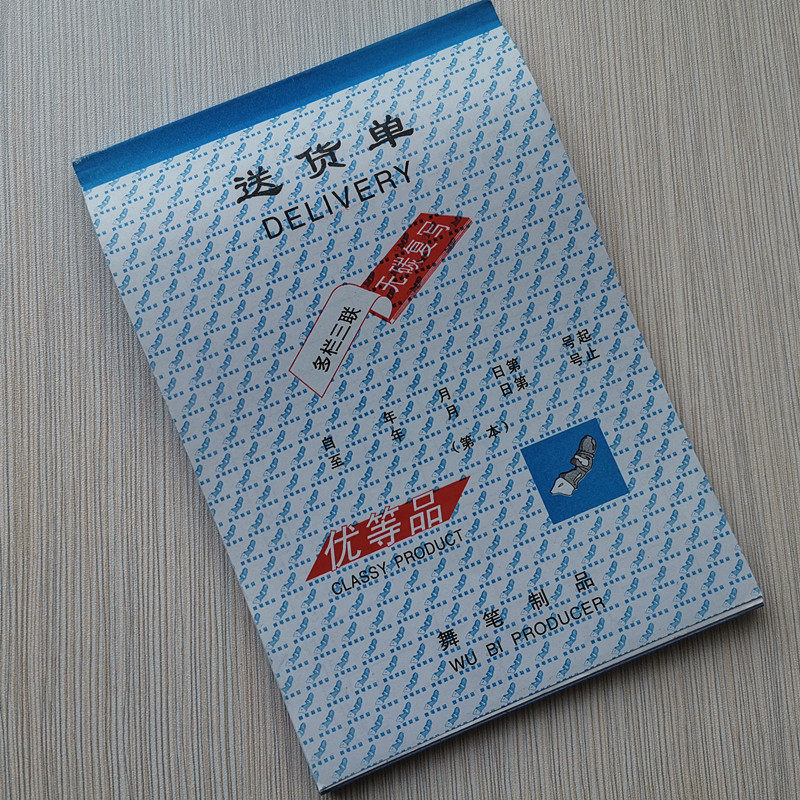 送货单
DELIVERY
无碳复写
多栏三联
自 年 月 日第 号起
至 年 月 日第 号止
(第 本)
优等品
CLASSY PRODUCT
舞笔制品
WU BI PRODUCER